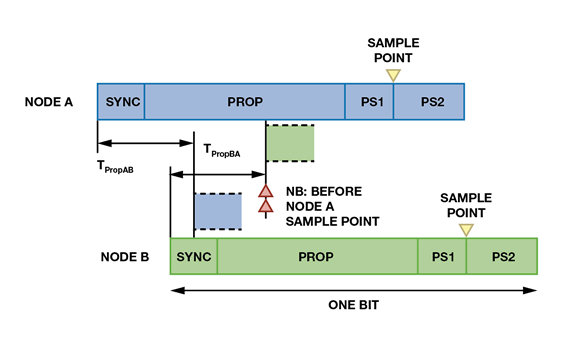 SAMPLE
POINT
NODE A
SYNC
PROP
PS1
PS2
TPropAB
TPropBA
NB: BEFORE
NODE A
SAMPLE POINT
SAMPLE
POINT
NODE B
SYNC
PROP
PS1
PS2
ONE BIT